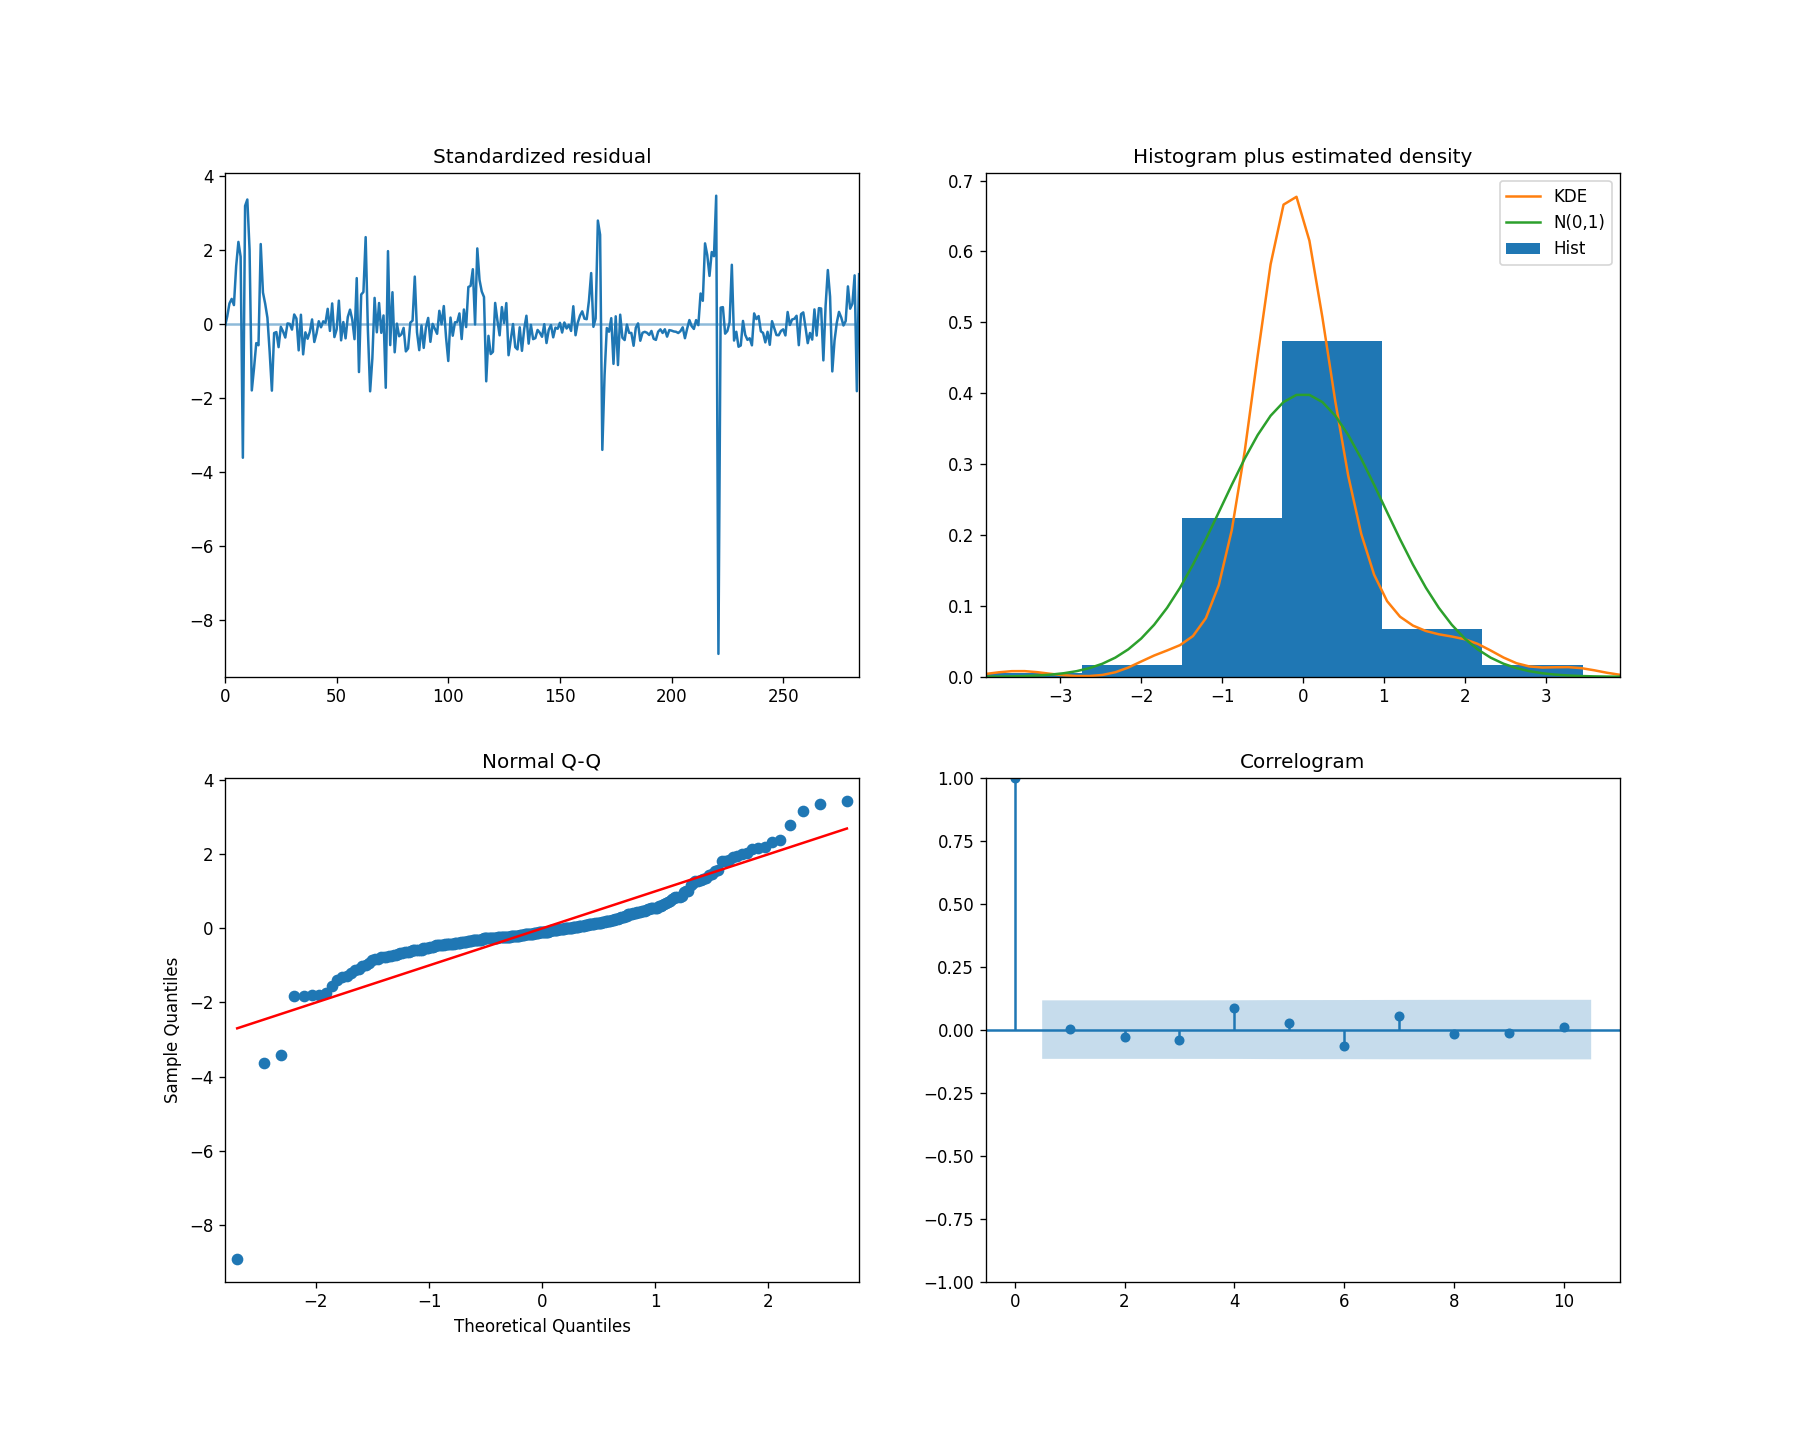 Standardized residual
4
2
0
−2
−4
−6
−8
0 50 100 150 200 250
Histogram plus estimated density
0.7
0.6
0.5
0.4
0.3
0.2
0.1
0.0
−3 −2 −1 0 1 2 3
KDE
N(0,1)
Hist
Normal Q-Q
4
2
0
−2
−4
−6
−8
−2 −1 0 1 2
Sample Quantiles
Theoretical Quantiles
Correlogram
1.00
0.75
0.50
0.25
0.00
−0.25
−0.50
−0.75
−1.00
0 2 4 6 8 10